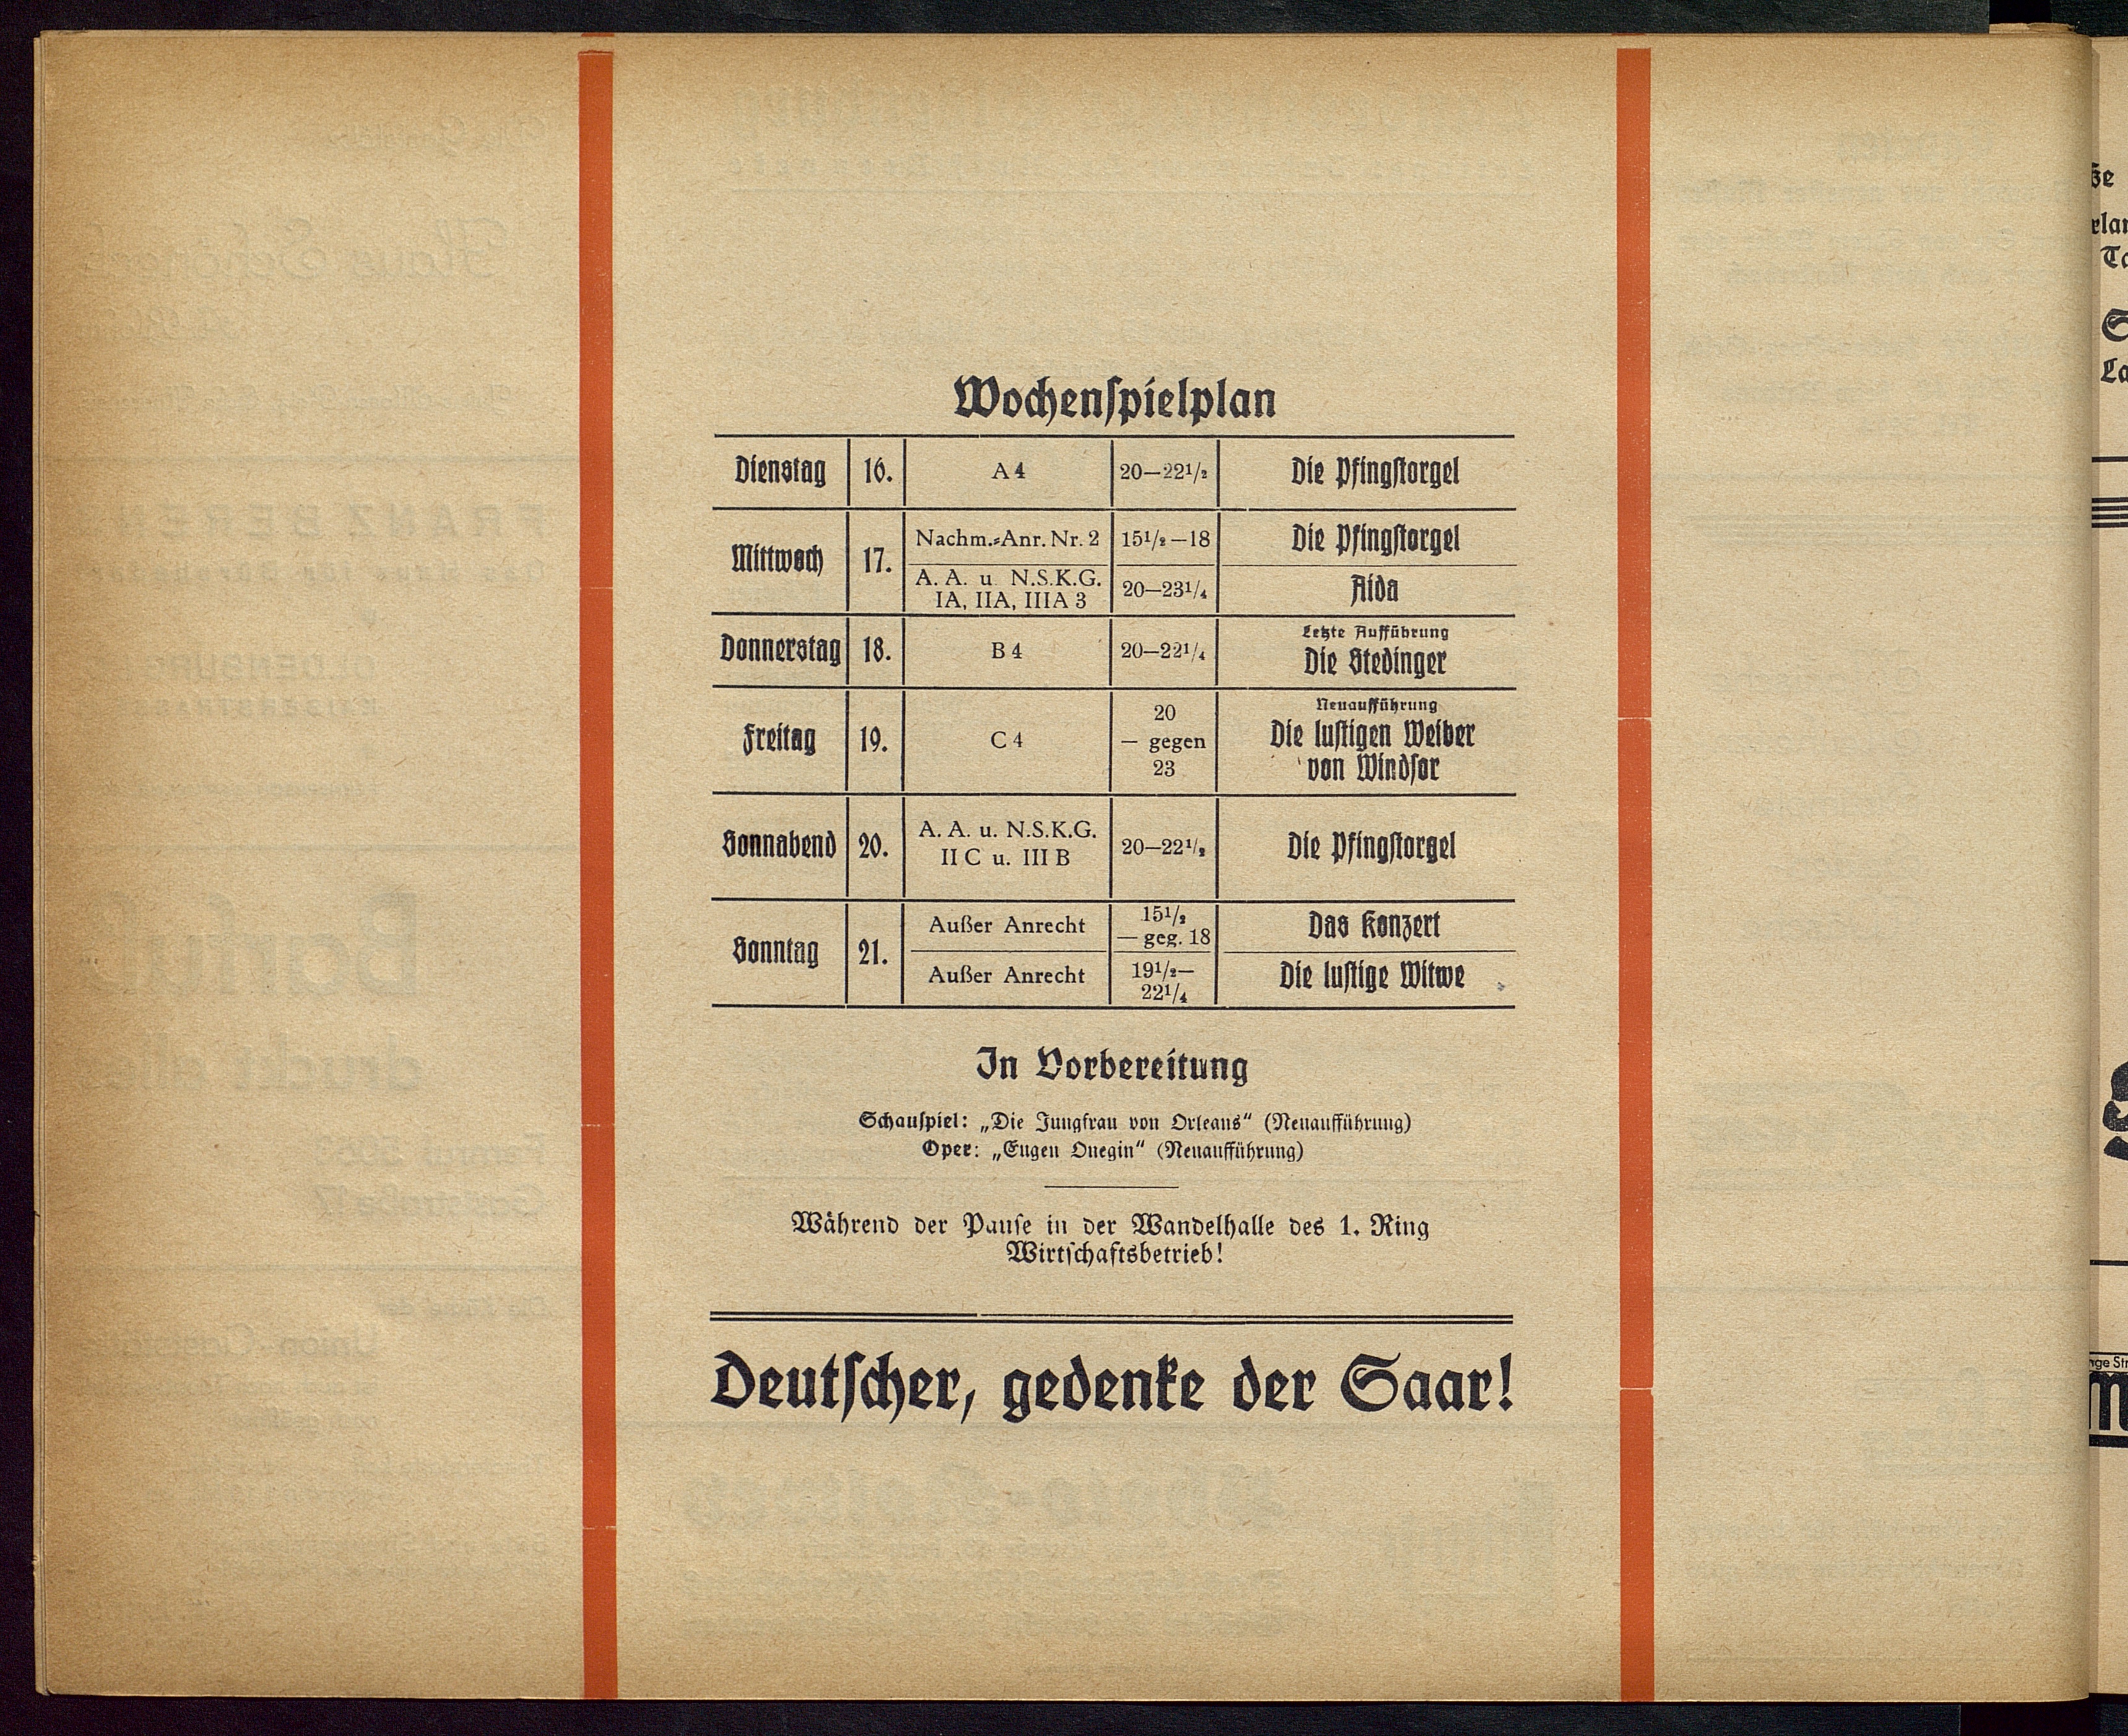 Wochenspielplan
Dienstag 16. A 4 20—22½ Die Pfingstorgel
Mittwoch 17. Nachm.-Anr. Nr. 2 15½—18 Die Pfingstorgel
A. A. u. N.S.K.G. IA, IIA, IIIA 3 20—23¼ Aida
Donnerstag 18. B 4 20—22¼ Letzte Aufführung Die Stedinger
Freitag 19. C 4 20 — gegen 23 Neuaufführung Die lustigen Weiber von Windsor
Sonnabend 20. A. A. u. N.S.K.G. II C u. III B 20—22½ Die Pfingstorgel
Sonntag 21. Außer Anrecht 15½ — geg. 18 Das Konzert
Außer Anrecht 19½—22¼ Die lustige Witwe
In Vorbereitung
Schauspiel: „Die Jungfrau von Orleans“ (Neuaufführung)
Oper: „Eugen Onegin“ (Neuaufführung)
Während der Pause in der Wandelhalle des 1. Ring
Wirtschaftsbetrieb!
Deutscher, gedenke der Saar!